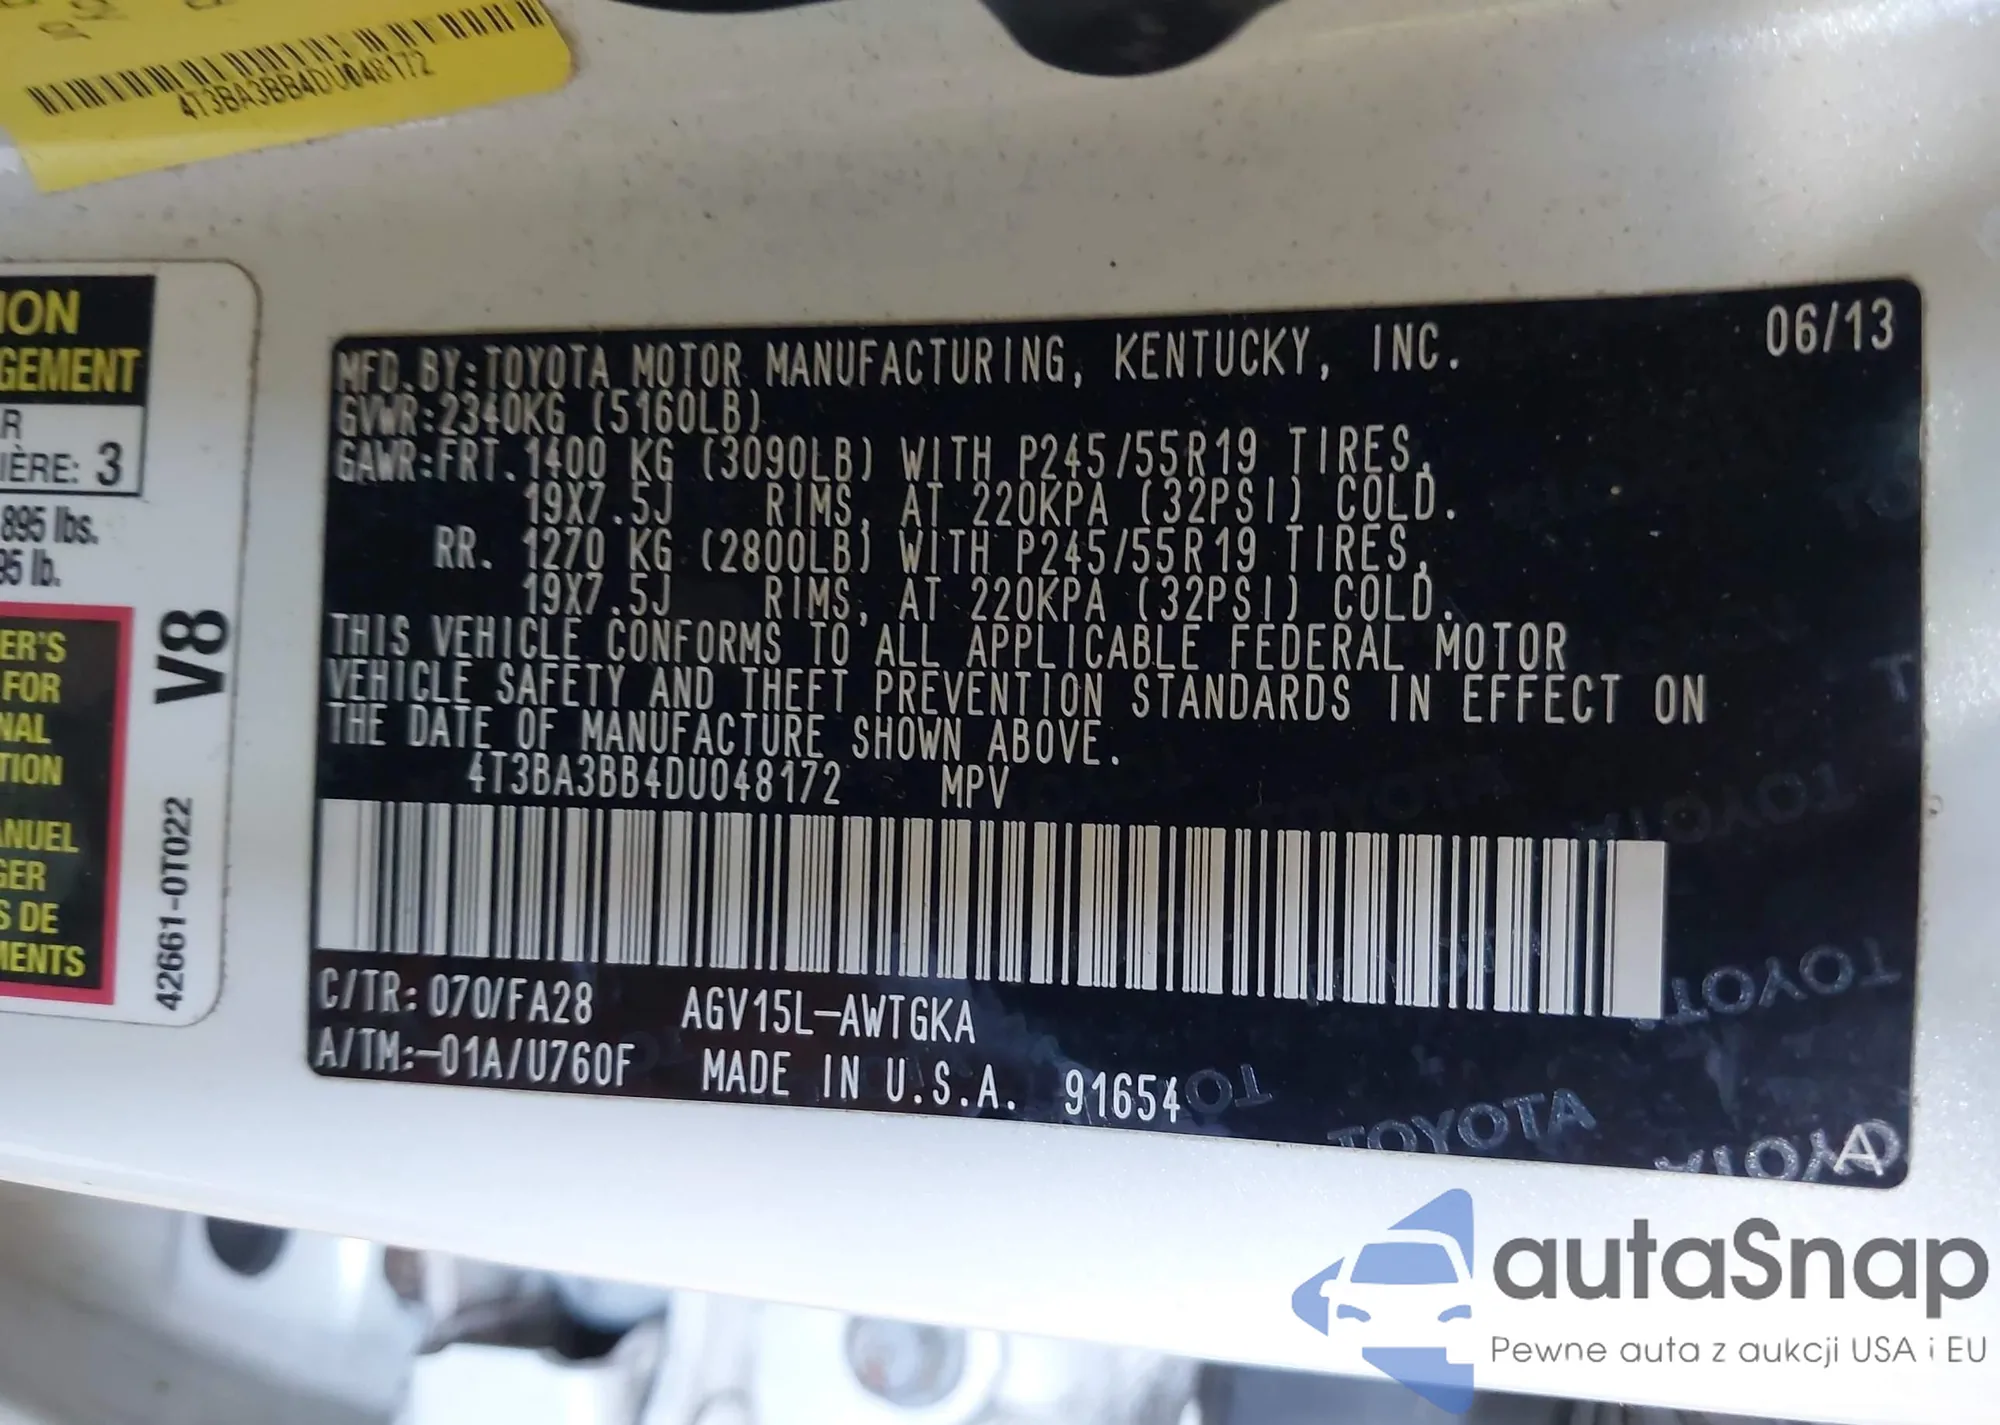 4T3BA3BB4DU048172
ION
GEMENT
R
IÈRE: 3
895 lbs.
95 lb.
ER'S
FOR
NAL
TION
ANUEL
GER
S DE
MENTS
V8
42661-0T022
06/13
MFD. BY: TOYOTA MOTOR MANUFACTURING, KENTUCKY, INC.
GVWR: 2340KG (5160LB)
GAWR: FRT. 1400 KG (3090LB) WITH P245/55R19 TIRES,
19X7.5J RIMS, AT 220KPA (32PSI) COLD.
RR. 1270 KG (2800LB) WITH P245/55R19 TIRES,
19X7.5J RIMS, AT 220KPA (32PSI) COLD.
THIS VEHICLE CONFORMS TO ALL APPLICABLE FEDERAL MOTOR
VEHICLE SAFETY AND THEFT PREVENTION STANDARDS IN EFFECT ON
THE DATE OF MANUFACTURE SHOWN ABOVE.
4T3BA3BB4DU048172 MPV
C/TR: 070/FA28 AGV15L-AWTGKA
A/TM:-01A/U760F MADE IN U.S.A. 91654
TOYOTA
TOYOTA
TOYOTA
TOYOTA
A
autaSnap
Pewne auta z aukcji USA i EU